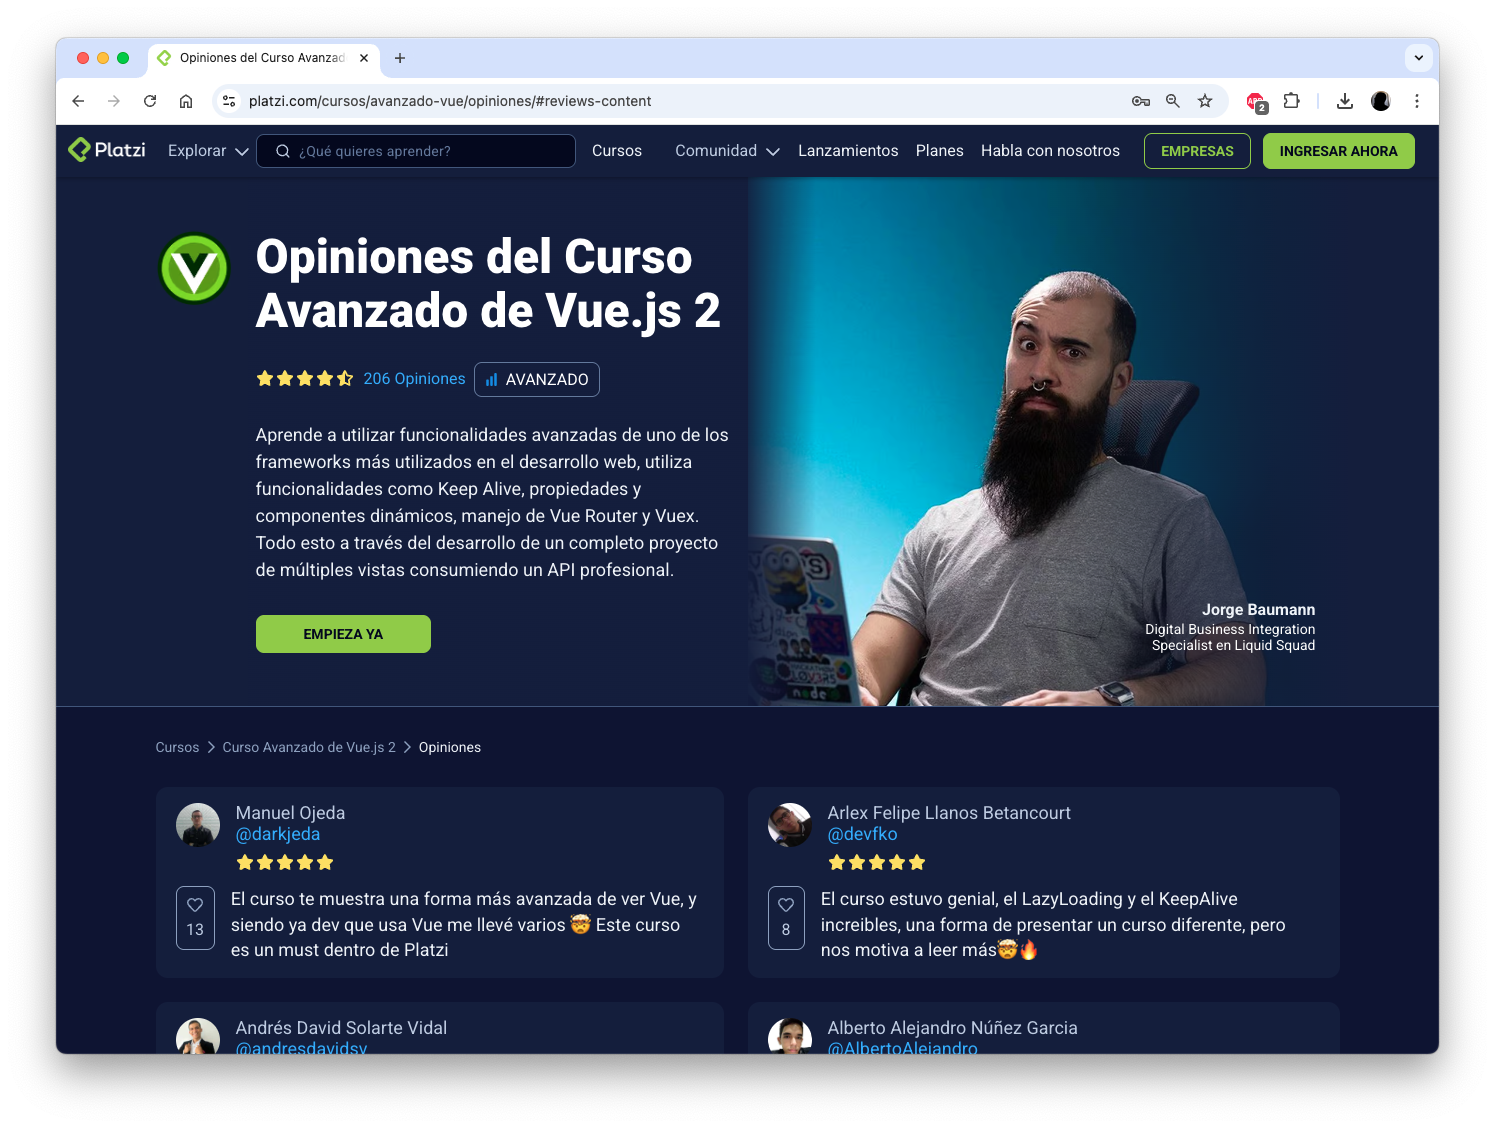 Opiniones del Curso Avanzad
platzi.com/cursos/avanzado-vue/opiniones/#reviews-content
2
Platzi
Explorar
¿Qué quieres aprender?
Cursos
Comunidad
Lanzamientos
Planes
Habla con nosotros
EMPRESAS
INGRESAR AHORA
Opiniones del Curso
Avanzado de Vue.js 2
206 Opiniones
AVANZADO
Aprende a utilizar funcionalidades avanzadas de uno de los
frameworks más utilizados en el desarrollo web, utiliza
funcionalidades como Keep Alive, propiedades y
componentes dinámicos, manejo de Vue Router y Vuex.
Todo esto a través del desarrollo de un completo proyecto
de múltiples vistas consumiendo un API profesional.
EMPIEZA YA
Jorge Baumann
Digital Business Integration
Specialist en Liquid Squad
Cursos > Curso Avanzado de Vue.js 2 > Opiniones
Manuel Ojeda
@darkjeda
13
El curso te muestra una forma más avanzada de ver Vue, y
siendo ya dev que usa Vue me llevé varios 🤯 Este curso
es un must dentro de Platzi
Arlex Felipe Llanos Betancourt
@devfko
8
El curso estuvo genial, el LazyLoading y el KeepAlive
increibles, una forma de presentar un curso diferente, pero
nos motiva a leer más🤯🔥
Andrés David Solarte Vidal
@andresdavidsv
Alberto Alejandro Núñez Garcia
@AlbertoAlejandro